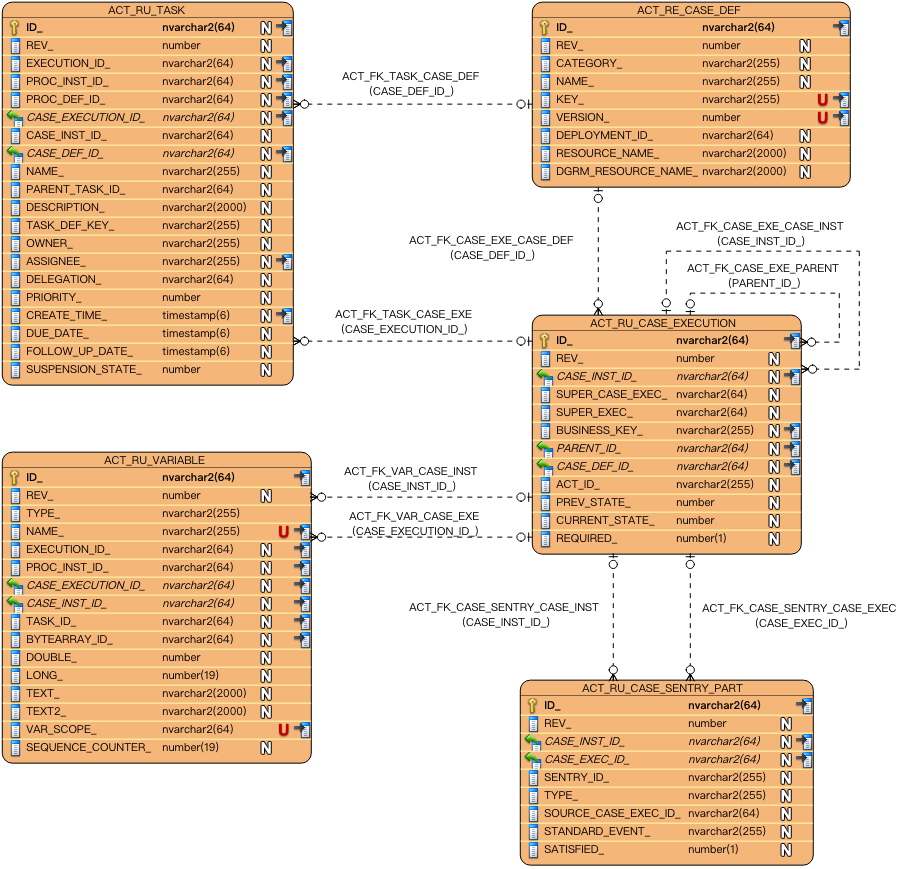 ACT_RU_TASK
ID_ nvarchar2(64) N
REV_ number N
EXECUTION_ID_ nvarchar2(64) N
PROC_INST_ID_ nvarchar2(64) N
PROC_DEF_ID_ nvarchar2(64) N
CASE_EXECUTION_ID_ nvarchar2(64) N
CASE_INST_ID_ nvarchar2(64) N
CASE_DEF_ID_ nvarchar2(64) N
NAME_ nvarchar2(255) N
PARENT_TASK_ID_ nvarchar2(64) N
DESCRIPTION_ nvarchar2(2000) N
TASK_DEF_KEY_ nvarchar2(255) N
OWNER_ nvarchar2(255) N
ASSIGNEE_ nvarchar2(255) N
DELEGATION_ nvarchar2(64) N
PRIORITY_ number N
CREATE_TIME_ timestamp(6) N
DUE_DATE_ timestamp(6) N
FOLLOW_UP_DATE_ timestamp(6) N
SUSPENSION_STATE_ number N
ACT_FK_TASK_CASE_DEF
(CASE_DEF_ID_)
ACT_RE_CASE_DEF
ID_ nvarchar2(64)
REV_ number N
CATEGORY_ nvarchar2(255) N
NAME_ nvarchar2(255) N
KEY_ nvarchar2(255) U
VERSION_ number U
DEPLOYMENT_ID_ nvarchar2(64) N
RESOURCE_NAME_ nvarchar2(2000) N
DGRM_RESOURCE_NAME_ nvarchar2(2000) N
ACT_FK_CASE_EXE_CASE_DEF
(CASE_DEF_ID_)
ACT_FK_CASE_EXE_CASE_INST
(CASE_INST_ID_)
ACT_FK_CASE_EXE_PARENT
(PARENT_ID_)
ACT_FK_TASK_CASE_EXE
(CASE_EXECUTION_ID_)
ACT_RU_CASE_EXECUTION
ID_ nvarchar2(64)
REV_ number N
CASE_INST_ID_ nvarchar2(64) N
SUPER_CASE_EXEC_ nvarchar2(64) N
SUPER_EXEC_ nvarchar2(64) N
BUSINESS_KEY_ nvarchar2(255) N
PARENT_ID_ nvarchar2(64) N
CASE_DEF_ID_ nvarchar2(64) N
ACT_ID_ nvarchar2(255) N
PREV_STATE_ number N
CURRENT_STATE_ number N
REQUIRED_ number(1) N
ACT_RU_VARIABLE
ID_ nvarchar2(64)
REV_ number N
TYPE_ nvarchar2(255)
NAME_ nvarchar2(255) U
EXECUTION_ID_ nvarchar2(64) N
PROC_INST_ID_ nvarchar2(64) N
CASE_EXECUTION_ID_ nvarchar2(64) N
CASE_INST_ID_ nvarchar2(64) N
TASK_ID_ nvarchar2(64) N
BYTEARRAY_ID_ nvarchar2(64) N
DOUBLE_ number N
LONG_ number(19) N
TEXT_ nvarchar2(2000) N
TEXT2_ nvarchar2(2000) N
VAR_SCOPE_ nvarchar2(64) U
SEQUENCE_COUNTER_ number(19) N
ACT_FK_VAR_CASE_INST
(CASE_INST_ID_)
ACT_FK_VAR_CASE_EXE
(CASE_EXECUTION_ID_)
ACT_FK_CASE_SENTRY_CASE_INST
(CASE_INST_ID_)
ACT_FK_CASE_SENTRY_CASE_EXEC
(CASE_EXEC_ID_)
ACT_RU_CASE_SENTRY_PART
ID_ nvarchar2(64)
REV_ number N
CASE_INST_ID_ nvarchar2(64) N
CASE_EXEC_ID_ nvarchar2(64) N
SENTRY_ID_ nvarchar2(255) N
TYPE_ nvarchar2(255) N
SOURCE_CASE_EXEC_ID_ nvarchar2(64) N
STANDARD_EVENT_ nvarchar2(255) N
SATISFIED_ number(1) N